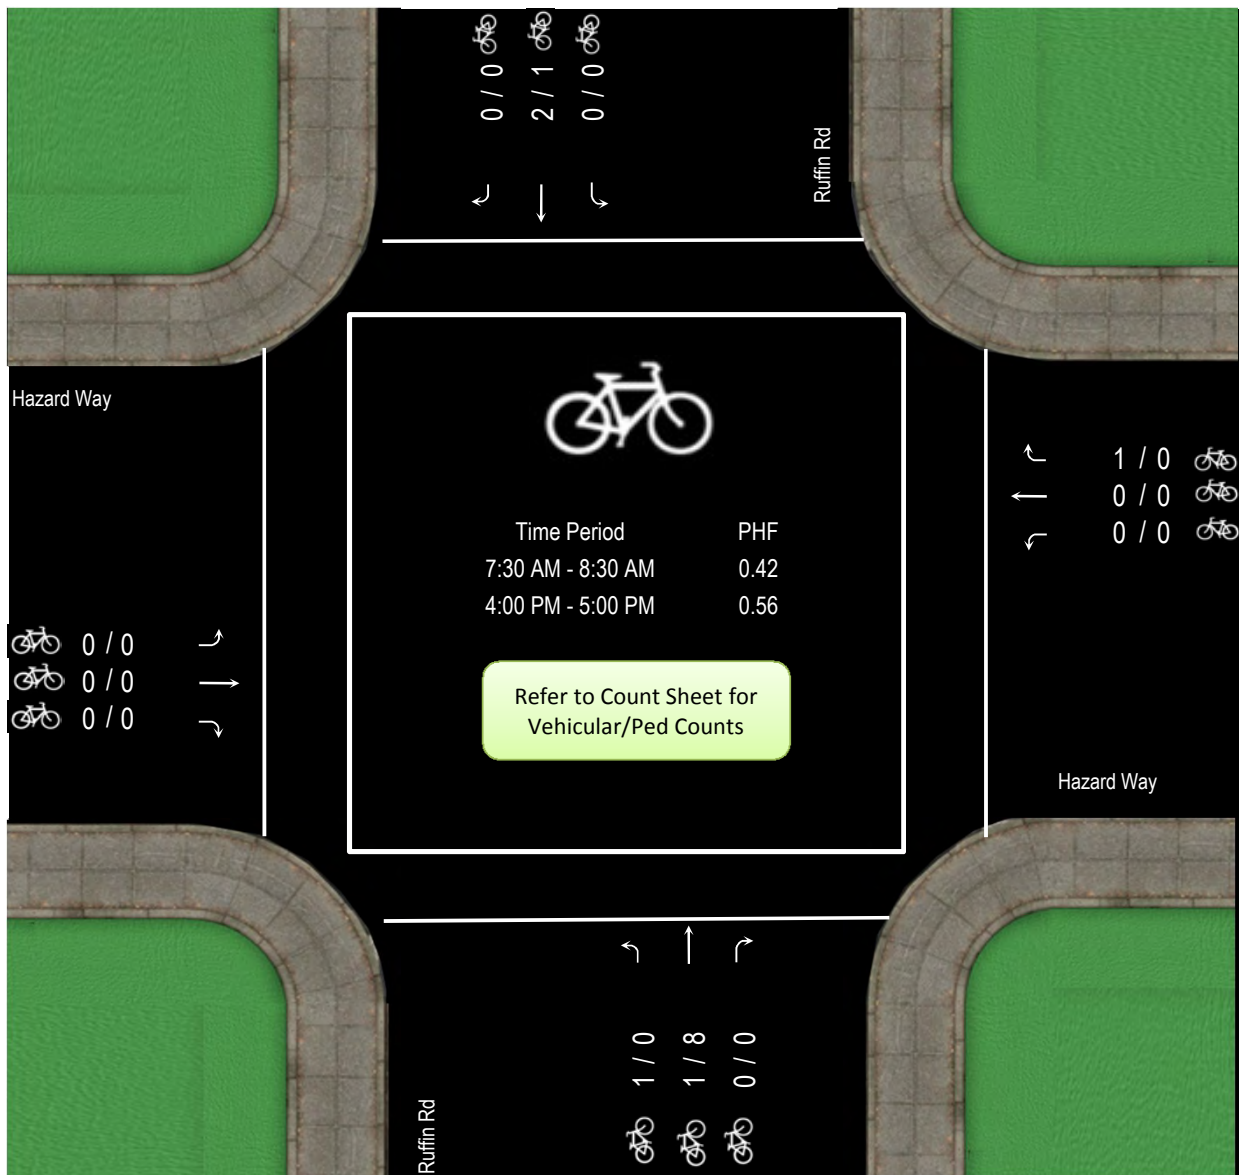 0 / 0
2 / 1
0 / 0
Ruffin Rd
Hazard Way
1 / 0
0 / 0
0 / 0
Time Period PHF
7:30 AM - 8:30 AM 0.42
4:00 PM - 5:00 PM 0.56
0 / 0
0 / 0
0 / 0
Refer to Count Sheet for
Vehicular/Ped Counts
Hazard Way
1 / 0
1 / 8
0 / 0
Ruffin Rd